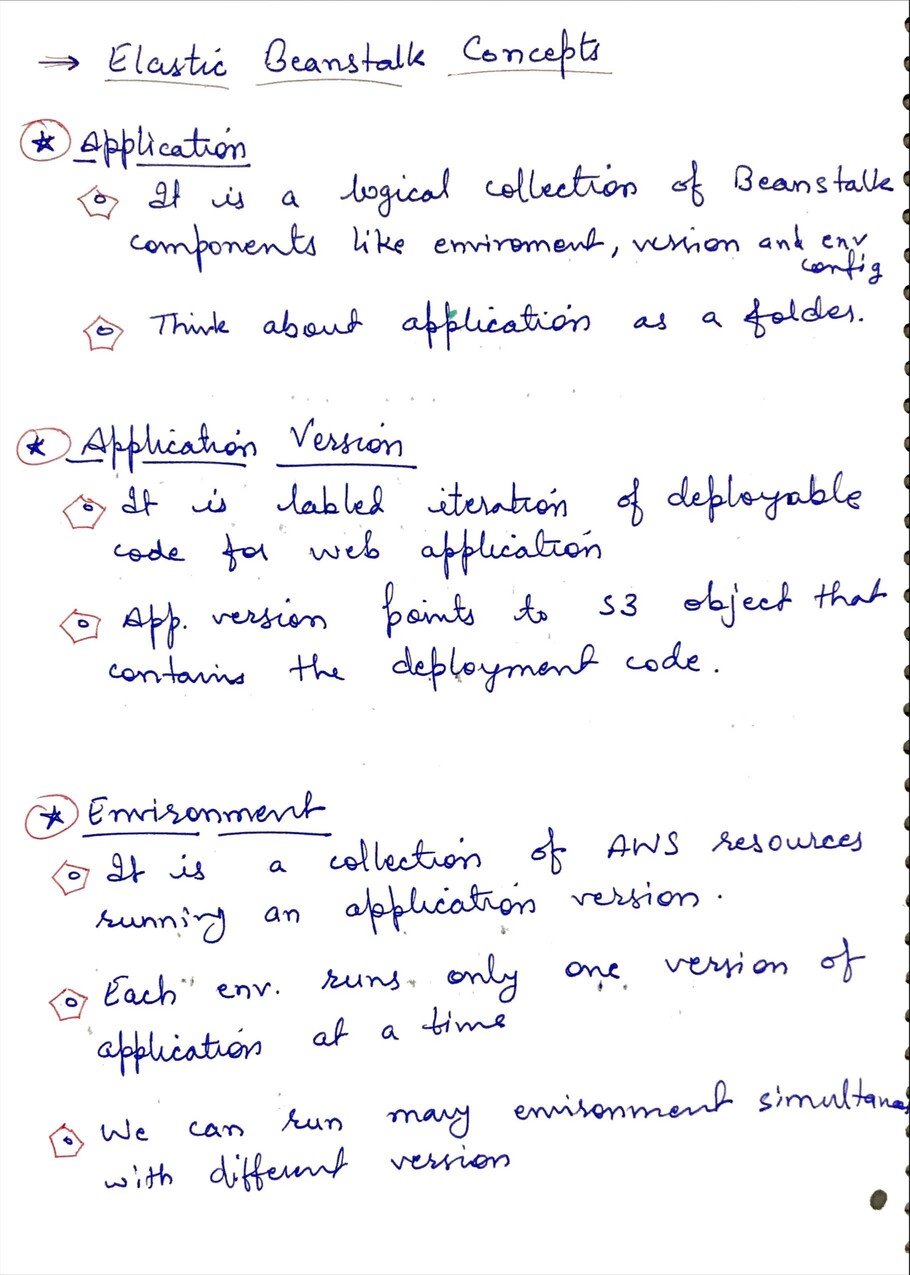 → Elastic Beanstalk Concepts
Application
It is a logical collection of Beanstalk
components like enviroment, version and env
config
Think about application as a folder.
Application Version
It is labled iteration of deployable
code for web application
App. version points to S3 object that
contains the deployment code.
Environment
It is a collection of AWS resources
running an application version.
Each env. runs only one version of
application at a time
We can run many environment simultane
with different version